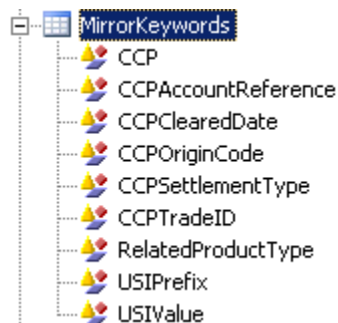 MirrorKeywords
CCP
CCPAccountReference
CCPClearedDate
CCPOriginCode
CCPSettlementType
CCPTradeID
RelatedProductType
USIPrefix
USIValue